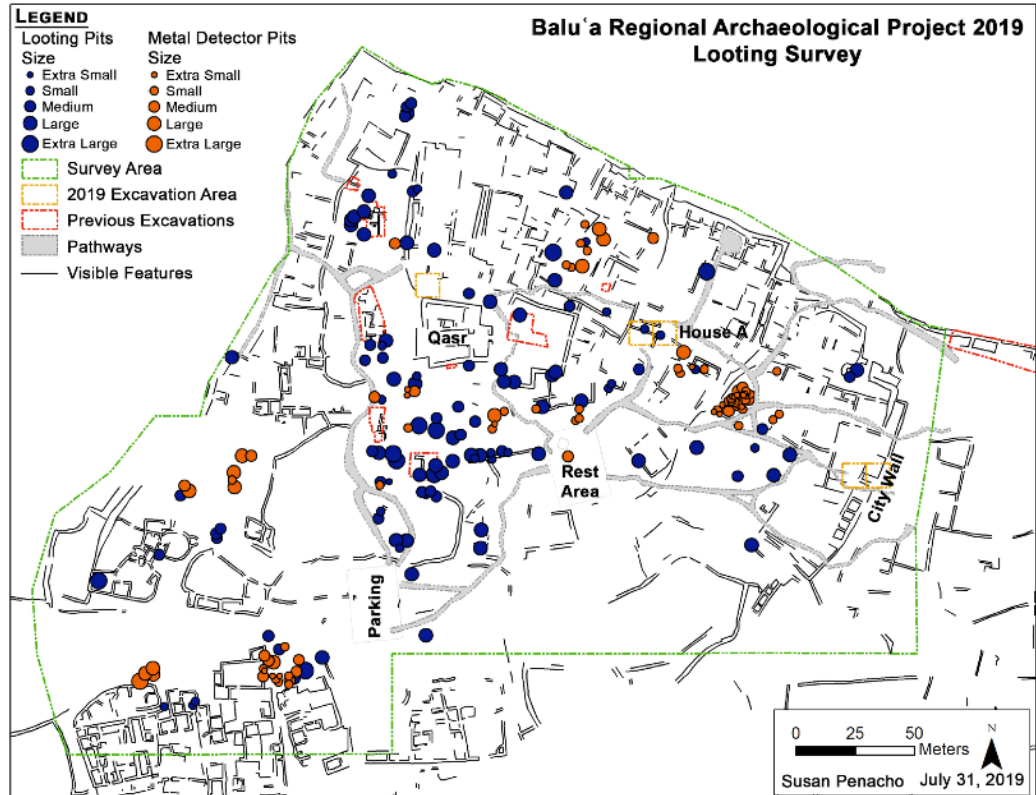 LEGEND
Looting Pits Metal Detector Pits
Size Size
Extra Small Extra Small
Small Small
Medium Medium
Large Large
Extra Large Extra Large
Survey Area
2019 Excavation Area
Previous Excavations
Pathways
Visible Features
Baluʿa Regional Archaeological Project 2019
Looting Survey
Qasr
House A
Rest
Area
City Wall
Parking
N
0 25 50
Meters
Susan Penacho July 31, 2019